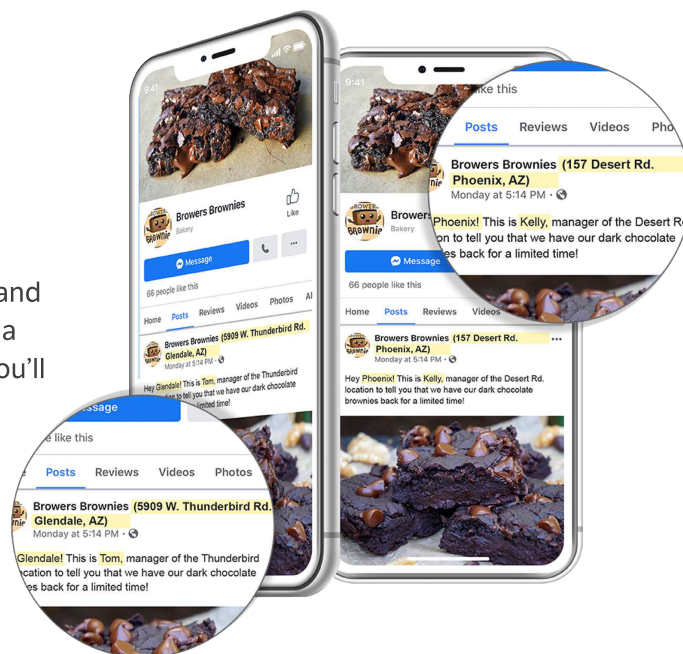 and
a
ou'll
9:41
BROWERS
BROWNIE
Browers Brownies
Bakery
Like
Message
...
66 people like this
Home Posts Reviews Videos Photos
Browers Brownies (5909 W. Thunderbird Rd.
Glendale, AZ)
Monday at 5:14 PM ·
Hey Glendale! This is Tom, manager of the Thunderbird
location to tell you that we have our dark chocolate
limited time!
ssage
e like this
Posts Reviews Videos Photos
Browers Brownies (5909 W. Thunderbird Rd.
Glendale, AZ)
Monday at 5:14 PM ·
Glendale! This is Tom, manager of the Thunderbird
cation to tell you that we have our dark chocolate
es back for a limited time!
9:41
BROWNIE
Browers
Bakery
Message
66 people like this
Home Posts Reviews Videos
Browers Brownies (157 Desert Rd.
Phoenix, AZ)
Monday at 5:14 PM ·
...
Hey Phoenix! This is Kelly, manager of the Desert Rd.
location to tell you that we have our dark chocolate
brownies back for a limited time!
ike this
Posts Reviews Videos Pho
Browers Brownies (157 Desert Rd.
Phoenix, AZ)
Monday at 5:14 PM ·
Phoenix! This is Kelly, manager of the Desert R
on to tell you that we have our dark chocolate
es back for a limited time!